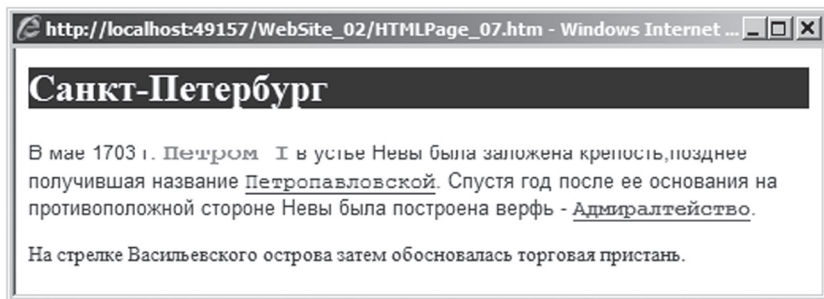 http://localhost:49157/WebSite_02/HTMLPage_07.htm - Windows Internet ...
Санкт-Петербург
В мае 1703 г. Петром I в устье Невы была заложена крепость,позднее
получившая название Петропавловской. Спустя год после ее основания на
противоположной стороне Невы была построена верфь - Адмиралтейство.
На стрелке Васильевского острова затем обосновалась торговая пристань.